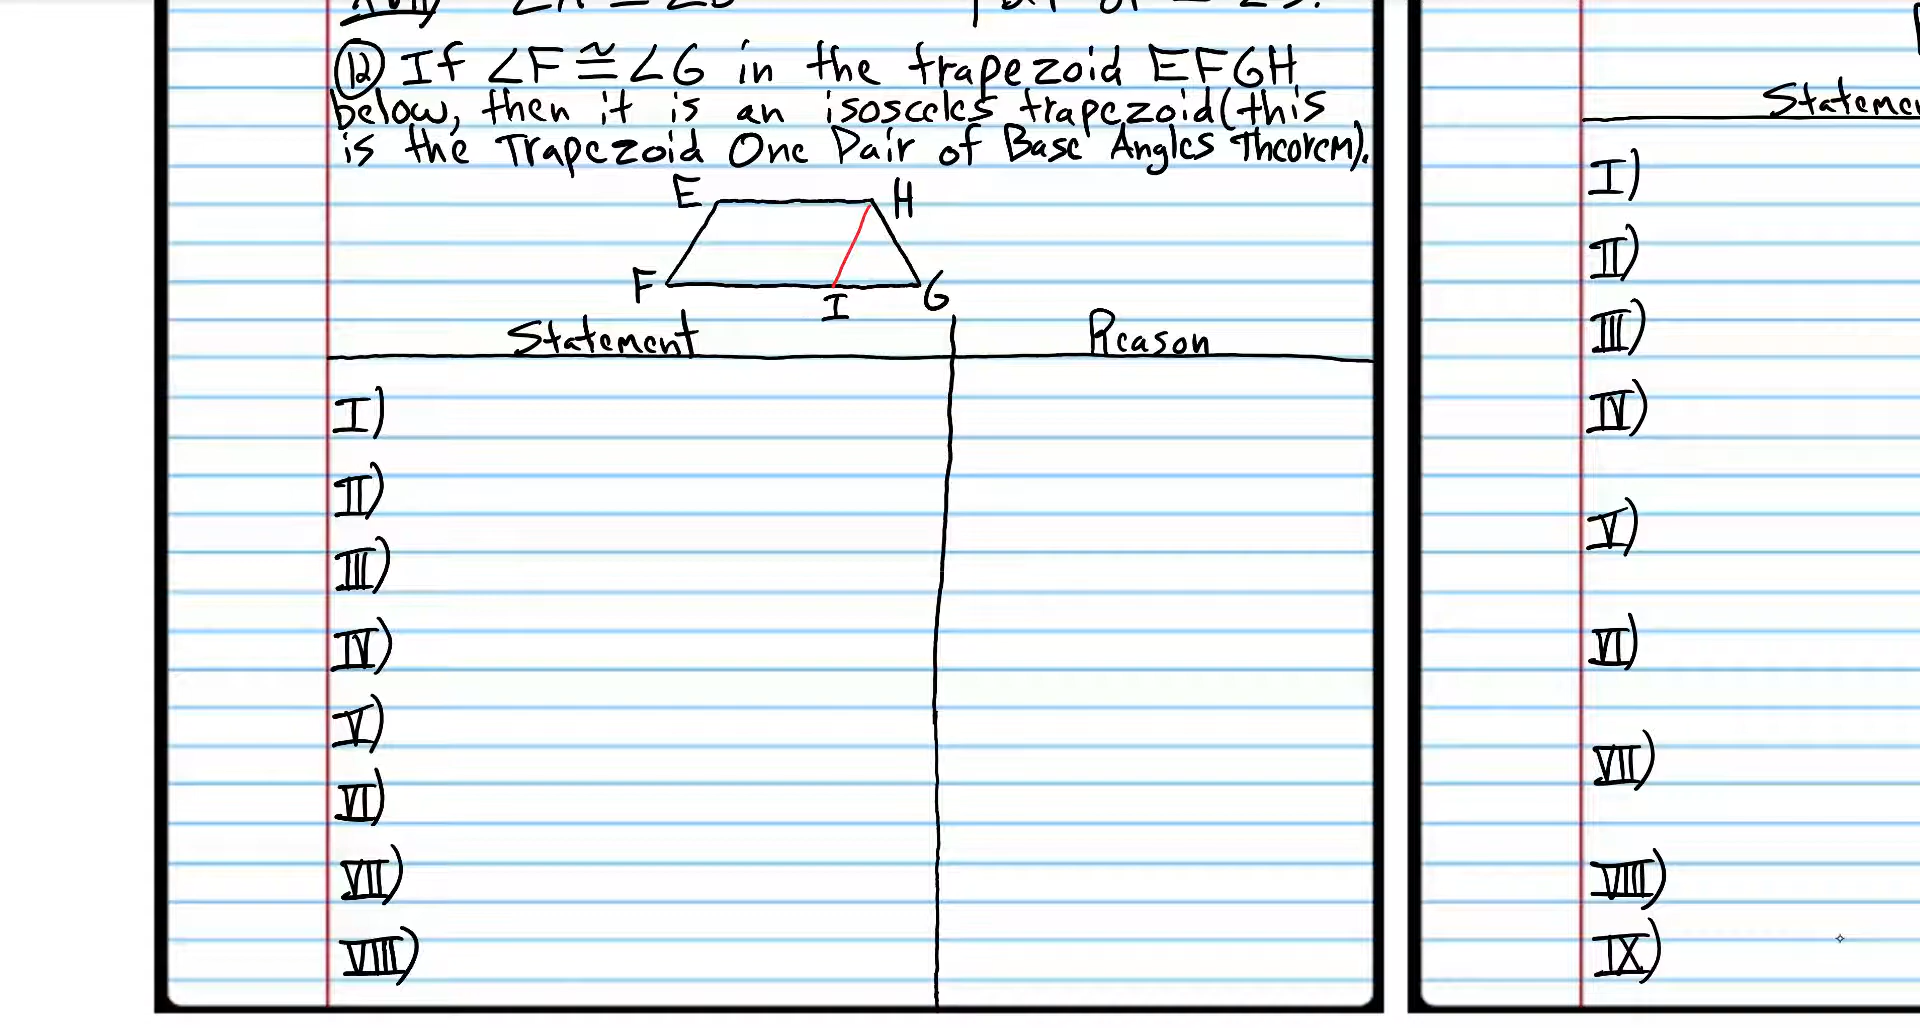 12 If ∠F ≅ ∠G in the trapezoid EFGH
below, then it is an isosceles trapezoid (this
is the Trapezoid One Pair of Base Angles Theorem).
E H
F I G
Statement Reason
I)
II)
III)
IV)
V)
VI)
VII)
VIII)
I)
II)
III)
IV)
V)
VI)
VII)
VIII)
IX)